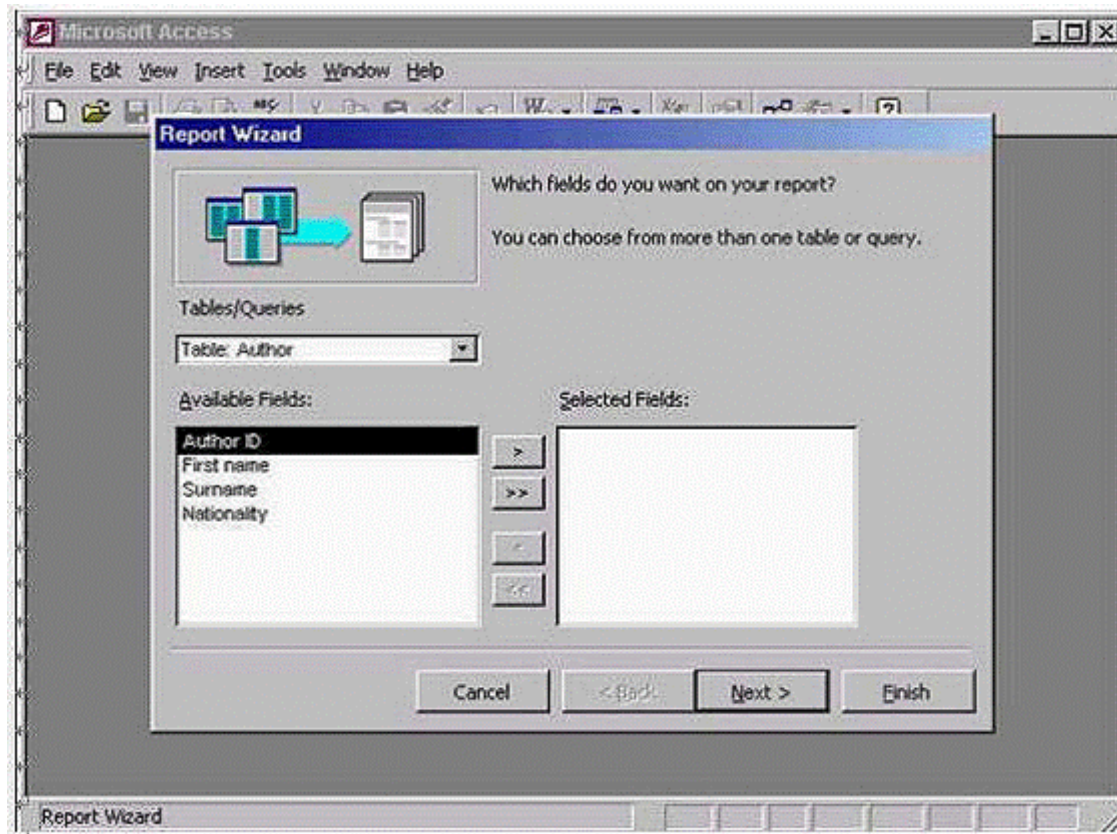 Microsoft Access
File Edit View Insert Tools Window Help
Report Wizard
Which fields do you want on your report?
You can choose from more than one table or query.
Tables/Queries
Table: Author
Available Fields:
Selected Fields:
Author ID
First name
Surname
Nationality
>
>>
<
<<
Cancel
< Back
Next >
Finish
Report Wizard